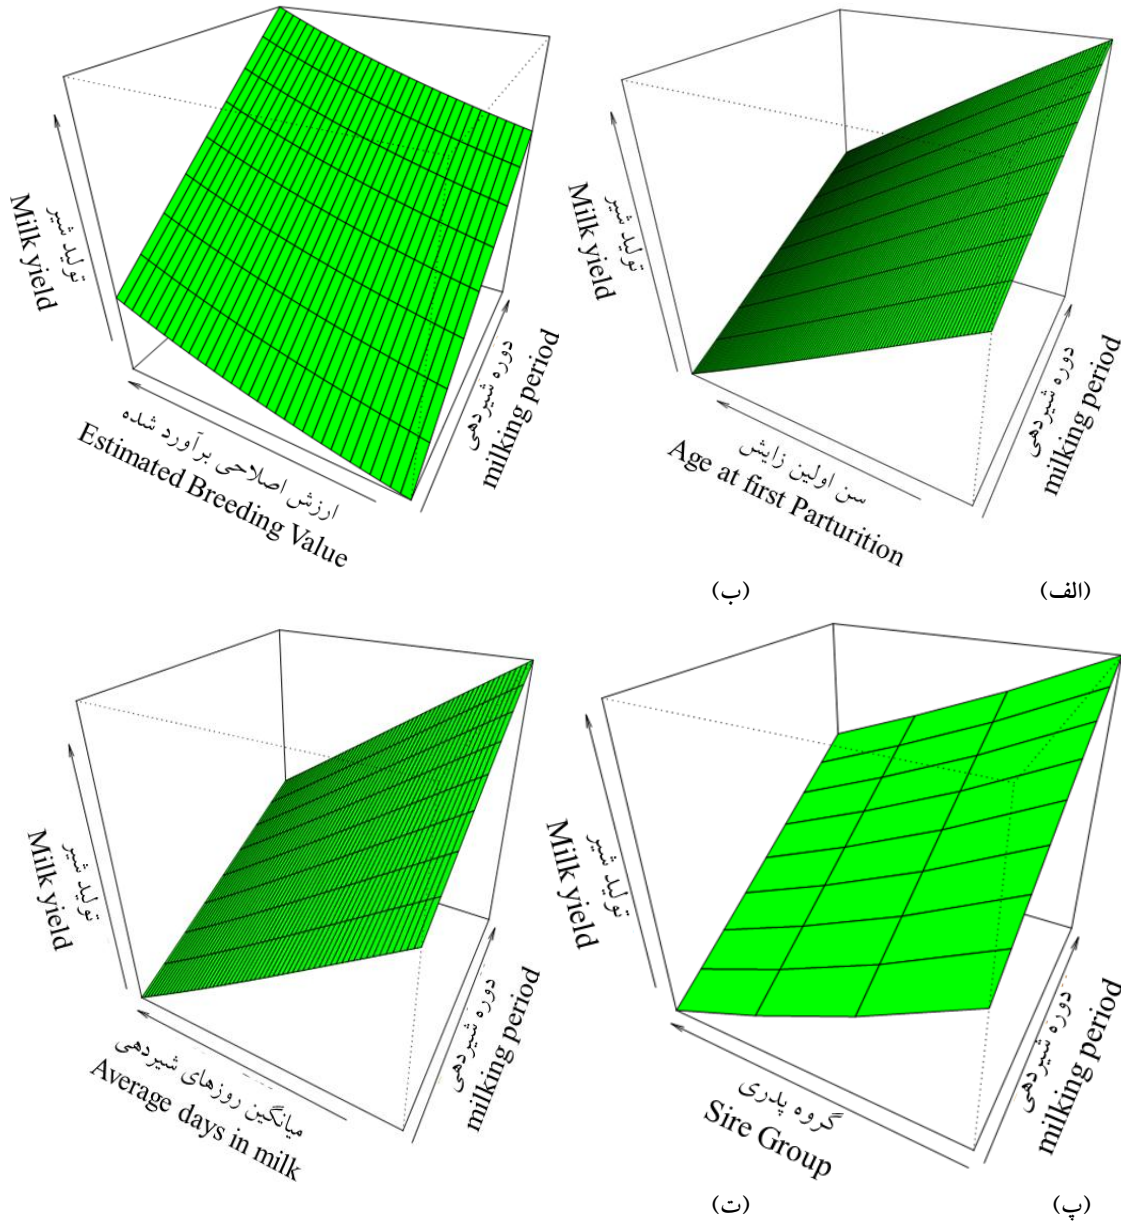 تولید شیر
Milk yield
ارزش اصلاحی برآورد شده
Estimated Breeding Value
دوره شیردهی
milking period
تولید شیر
Milk yield
سن اولین زایش
Age at first Parturition
دوره شیردهی
milking period
(الف)
(ب)
تولید شیر
Milk yield
میانگین روزهای شیردهی
Average days in milk
دوره شیردهی
milking period
تولید شیر
Milk yield
گروه پدری
Sire Group
دوره شیردهی
milking period
(پ)
(ت)